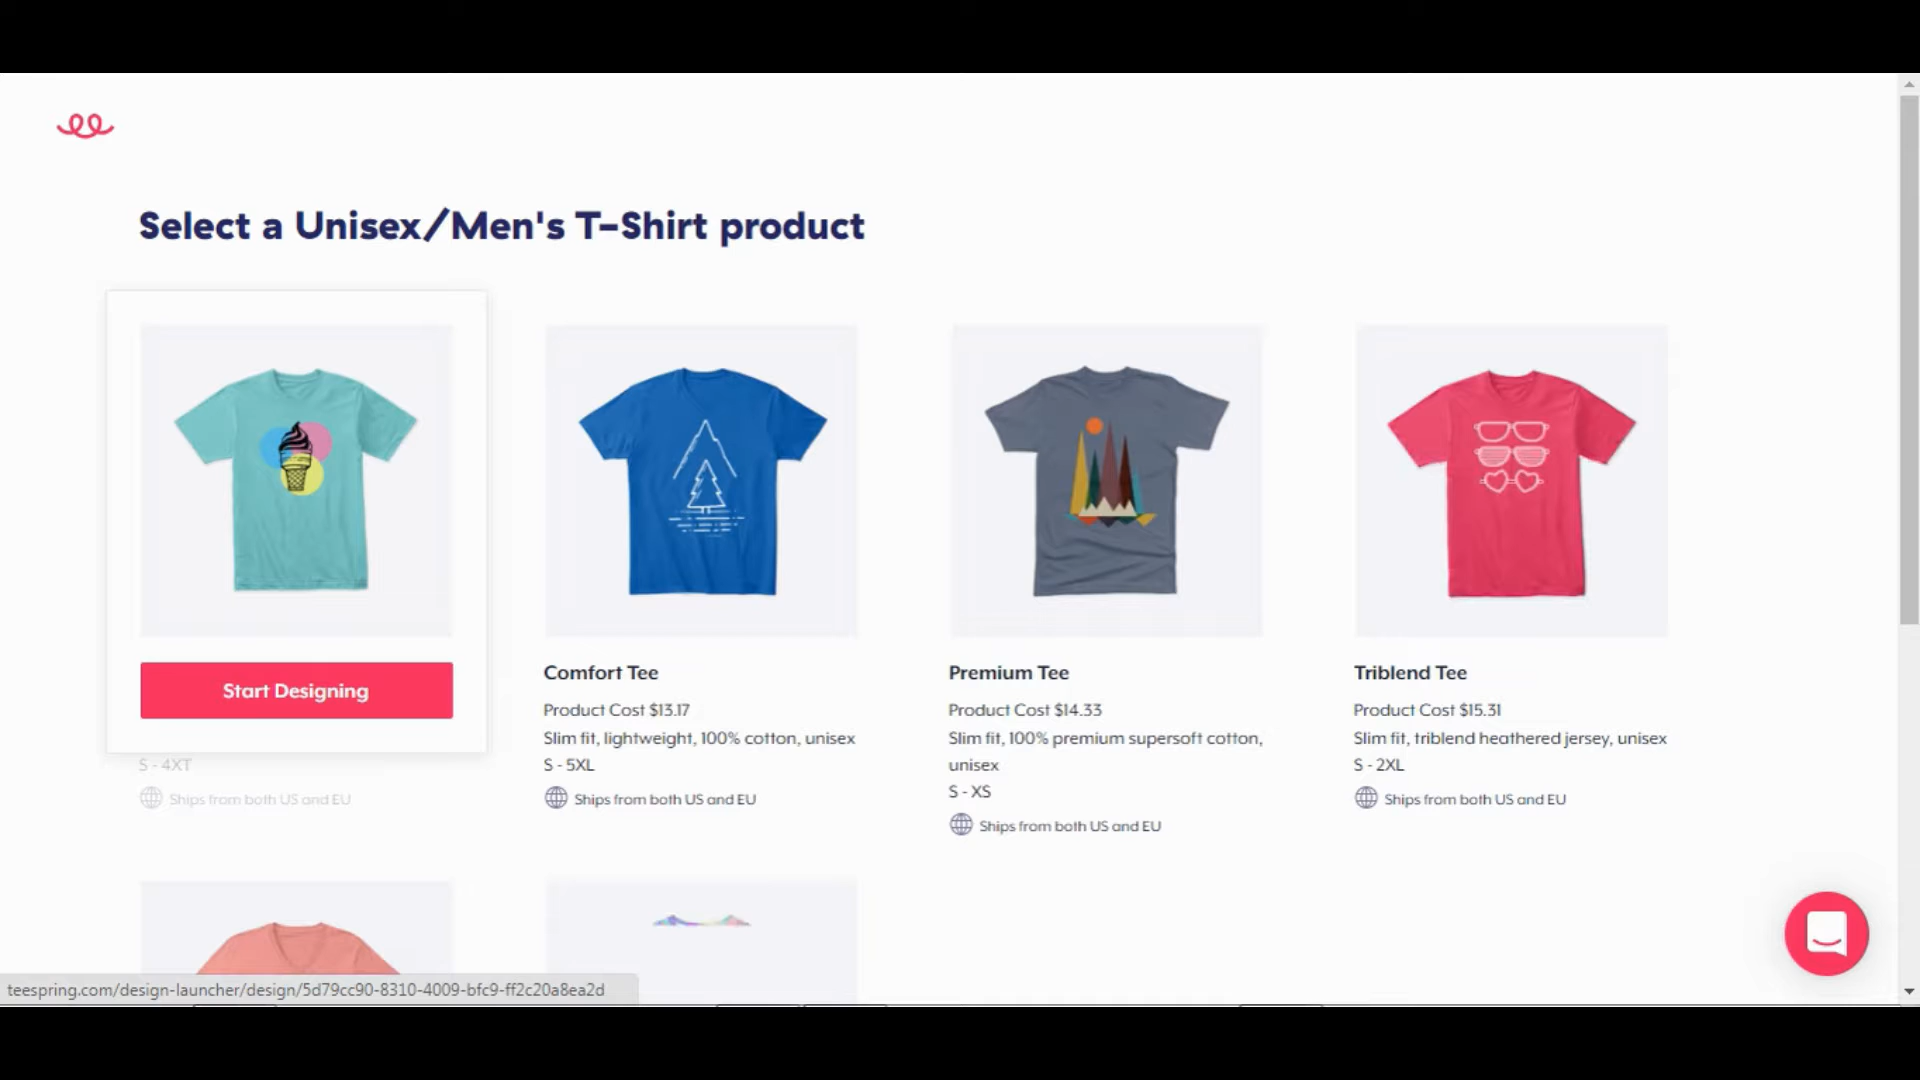 Select a Unisex/Men's T-Shirt product
Start Designing
S - 4XT
Ships from both US and EU
Comfort Tee
Product Cost $13.17
Slim fit, lightweight, 100% cotton, unisex
S - 5XL
Ships from both US and EU
Premium Tee
Product Cost $14.33
Slim fit, 100% premium supersoft cotton,
unisex
S - XS
Ships from both US and EU
Triblend Tee
Product Cost $15.31
Slim fit, triblend heathered jersey, unisex
S - 2XL
Ships from both US and EU
teespring.com/design-launcher/design/5d79cc90-8310-4009-bfc9-ff2c20a8ea2d